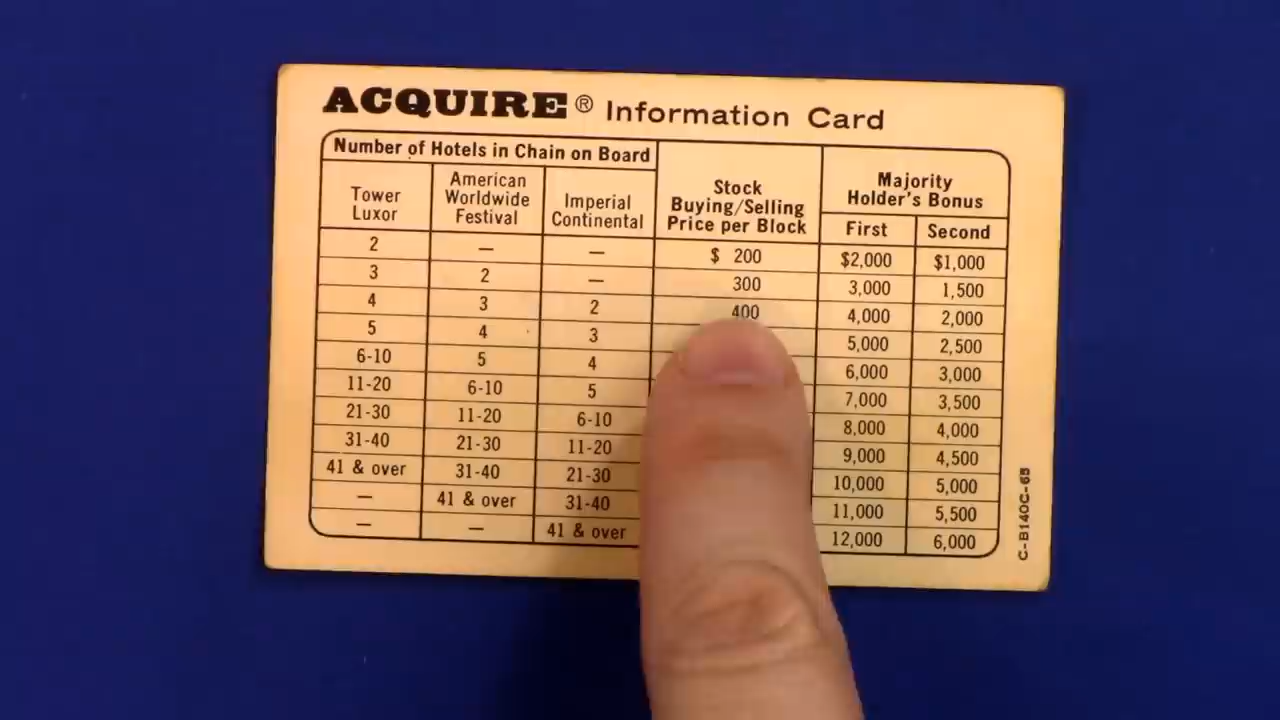 ACQUIRE® Information Card
Number of Hotels in Chain on Board
Tower Luxor | American Worldwide Festival | Imperial Continental | Stock Buying/Selling Price per Block | Majority Holder's Bonus
First | Second
2 | — | — | $ 200 | $2,000 | $1,000
3 | 2 | — | 300 | 3,000 | 1,500
4 | 3 | 2 | 400 | 4,000 | 2,000
5 | 4 | 3 | 5,000 | 2,500
6-10 | 5 | 4 | 6,000 | 3,000
11-20 | 6-10 | 5 | 7,000 | 3,500
21-30 | 11-20 | 6-10 | 8,000 | 4,000
31-40 | 21-30 | 11-20 | 9,000 | 4,500
41 & over | 31-40 | 21-30 | 10,000 | 5,000
— | 41 & over | 31-40 | 11,000 | 5,500
— | — | 41 & over | 12,000 | 6,000
C-B140C-65